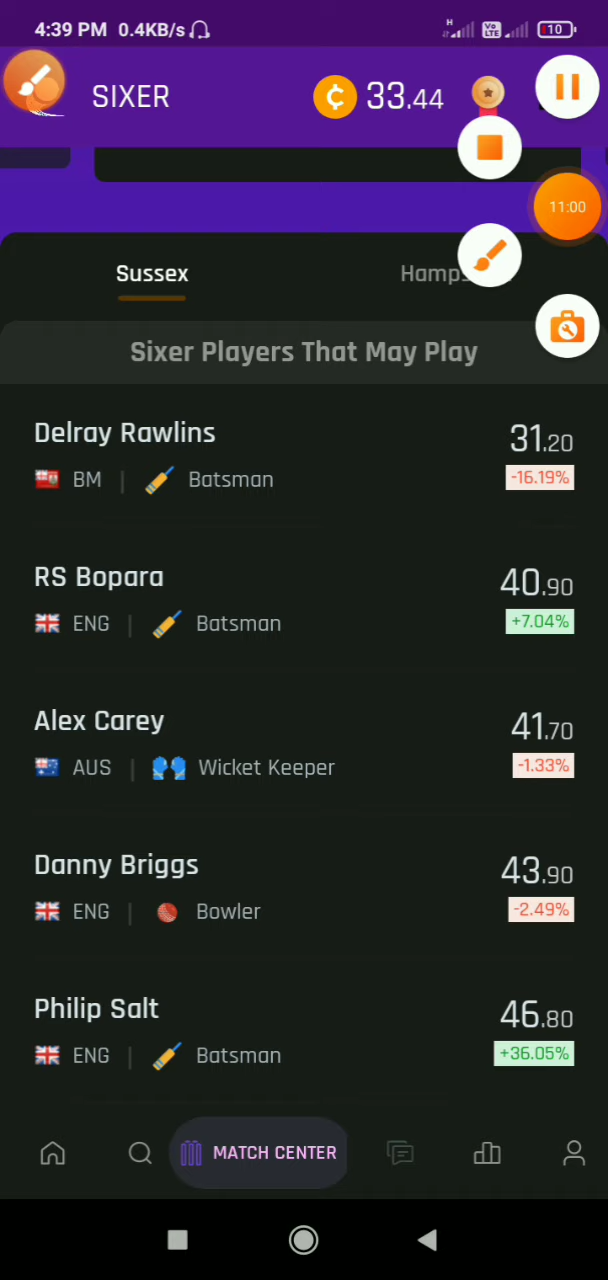 4:39 PM 0.4KB/s
H
Vo
LTE
10
SIXER
¢ 33.44
11:00
Sussex
Sixer Players That May Play
Delray Rawlins
31.20
BM | Batsman
-16.19%
RS Bopara
40.90
ENG | Batsman
+7.04%
Alex Carey
41.70
AUS | Wicket Keeper
-1.33%
Danny Briggs
43.90
ENG | Bowler
-2.49%
Philip Salt
46.80
ENG | Batsman
+36.05%
MATCH CENTER